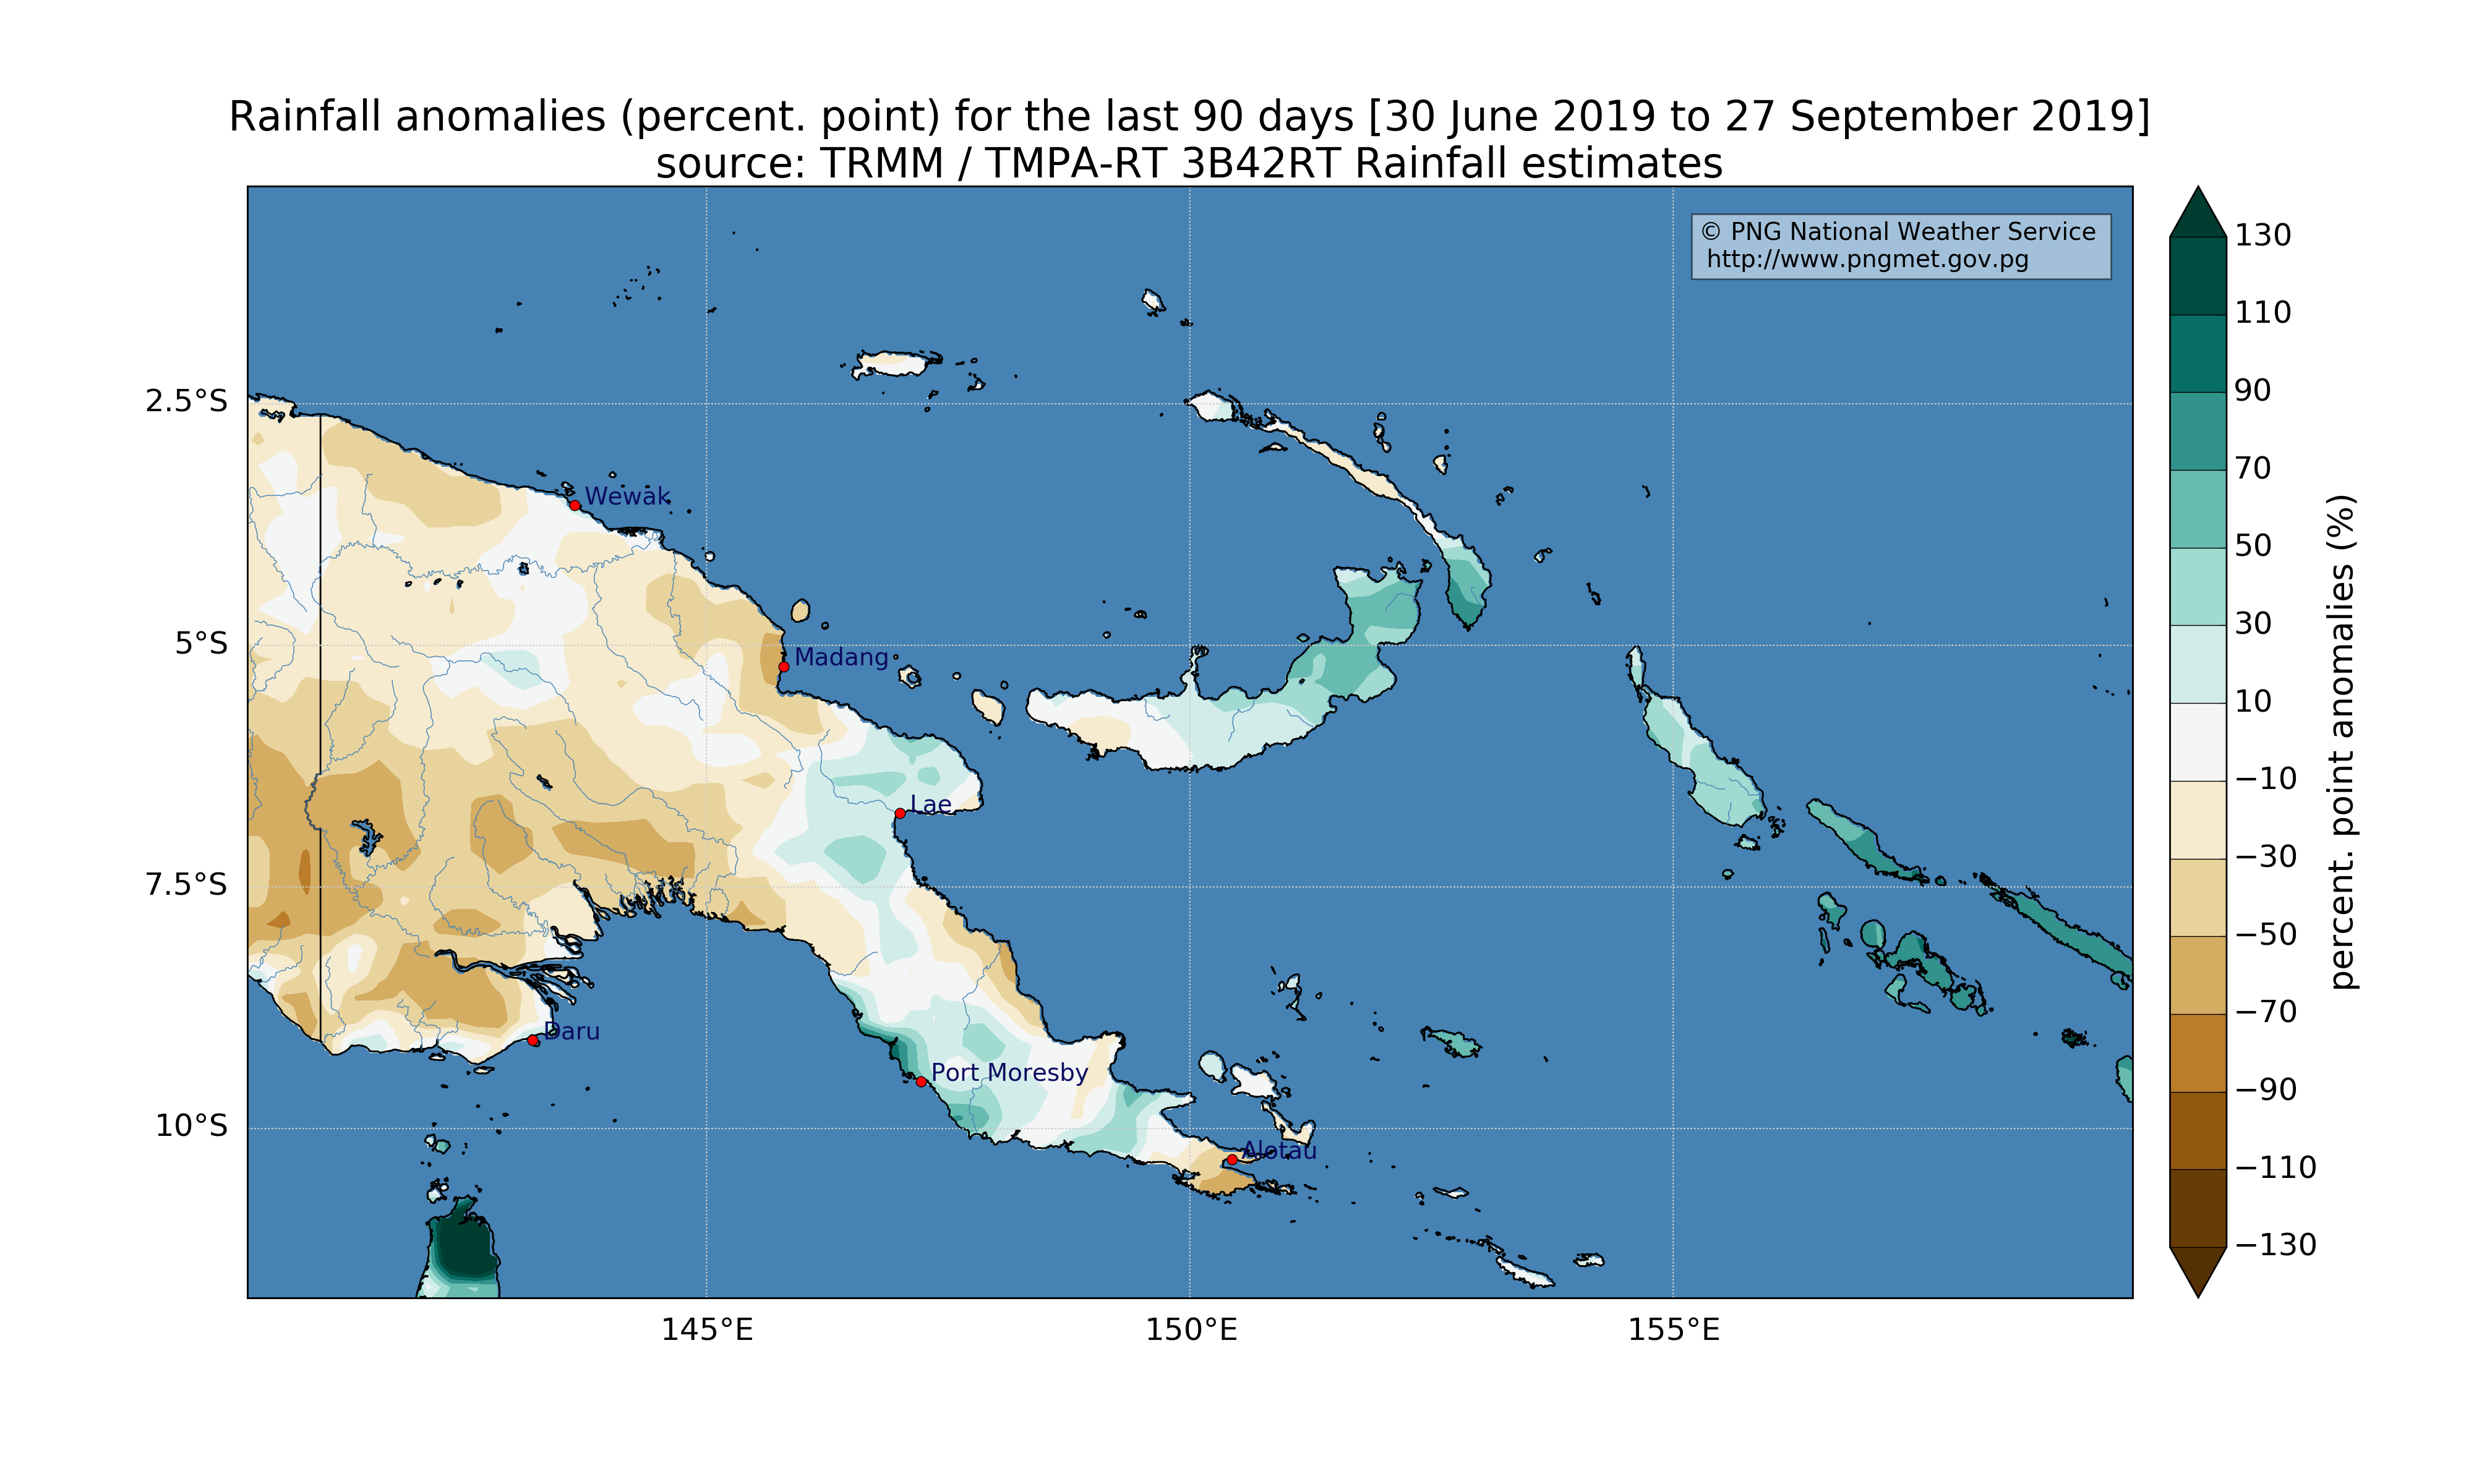 Rainfall anomalies (percent. point) for the last 90 days [30 June 2019 to 27 September 2019]
source: TRMM / TMPA-RT 3B42RT Rainfall estimates
© PNG National Weather Service
http://www.pngmet.gov.pg
2.5°S
5°S
7.5°S
10°S
Wewak
Madang
Lae
Daru
Port Moresby
Alotau
145°E
150°E
155°E
130
110
90
70
50
30
10
−10
−30
−50
−70
−90
−110
−130
percent. point anomalies (%)